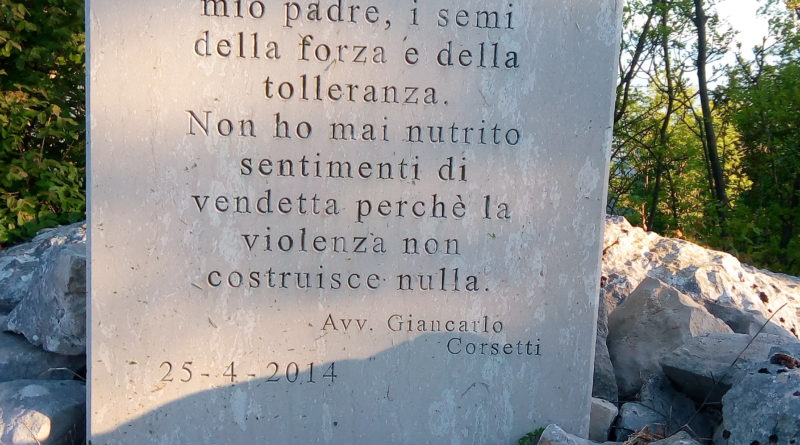 mio padre, i semi
della forza e della
tolleranza.
Non ho mai nutrito
sentimenti di
vendetta perchè la
violenza non
costruisce nulla.
Avv. Giancarlo
Corsetti
25-4-2014